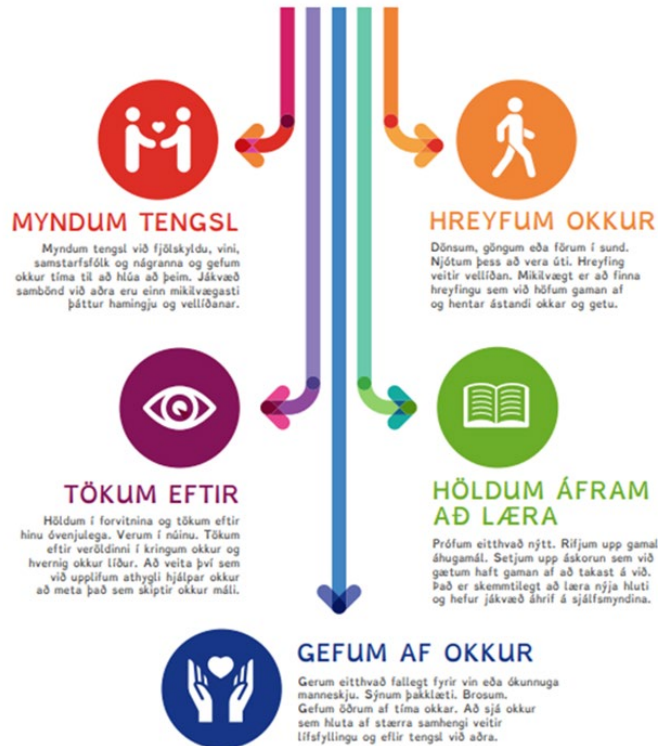 MYNDUM TENGSL
Myndum tengsl við fjölskyldu, vini,
samstarfsfólk og nágranna og gefum
okkur tíma til að hlúa að þeim. Jákvæð
sambönd við aðra eru einn mikilvægasti
þáttur hamingju og vellíðanar.
HREYFUM OKKUR
Dönsum, göngum eða förum í sund.
Njótum þess að vera úti. Hreyfing
veitir vellíðan. Mikilvægt er að finna
hreyfingu sem við höfum gaman af
og hentar ástandi okkar og getu.
TÖKUM EFTIR
Höldum í forvitnina og tökum eftir
hinu óvenjulega. Verum í núinu. Tökum
eftir veröldinni í kringum okkur og
hvernig okkur líður. Að veita því sem
við upplifum athygli hjálpar okkur
að meta það sem skiptir okkur máli.
HÖLDUM ÁFRAM
AÐ LÆRA
Prófum eitthvað nýtt. Rifjum upp gamal
áhugamál. Setjum upp áskorun sem við
gætum haft gaman af að takast á við.
Það er skemmtilegt að læra nýja hluti
og hefur jákvæð áhrif á sjálfsmyndina.
GEFUM AF OKKUR
Gerum eitthvað fallegt fyrir vin eða ókunnuga
manneskju. Sýnum þakklæti. Brosum.
Gefum öðrum af tíma okkar. Að sjá okkur
sem hluta af stærra samhengi veitir
lífsfyllingu og eflir tengsl við aðra.